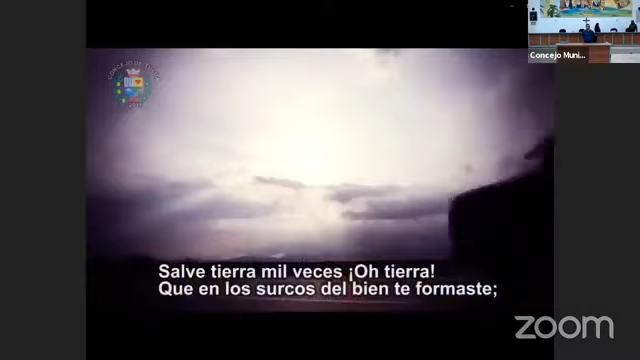 Concejo Muni...
Salve tierra mil veces ¡Oh tierra!
Que en los surcos del bien te formaste;
zoom